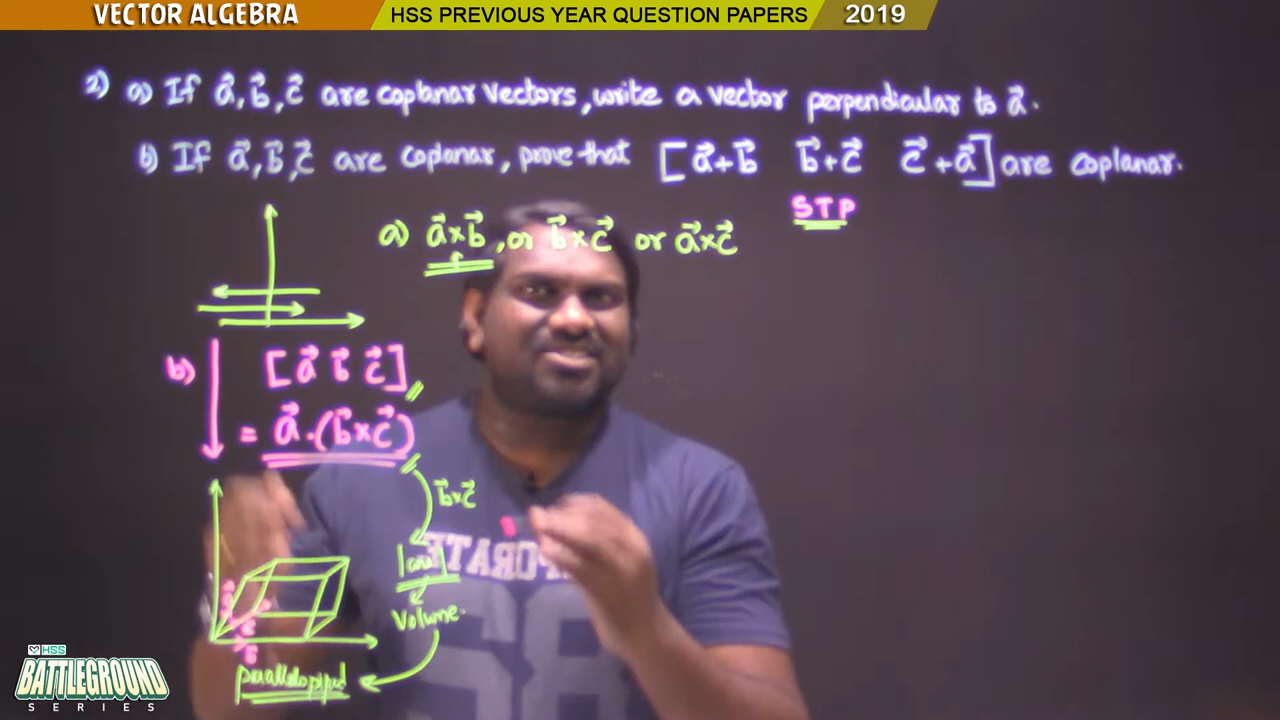 VECTOR ALGEBRA HSS PREVIOUS YEAR QUESTION PAPERS 2019
2) a) If a⃗, b⃗, c⃗ are coplanar vectors, write a vector perpendicular to a⃗.
b) If a⃗, b⃗, c⃗ are coplanar, prove that [a⃗+b⃗ b⃗+c⃗ c⃗+a⃗] are coplanar.
STP
a) a⃗×b⃗, or b⃗×c⃗ or a⃗×c⃗
b) [a⃗ b⃗ c⃗]
= a⃗·(b⃗×c⃗)
b⃗×c⃗
Volume.
parallelopiped
HSS
BATTLEGROUND
SERIES